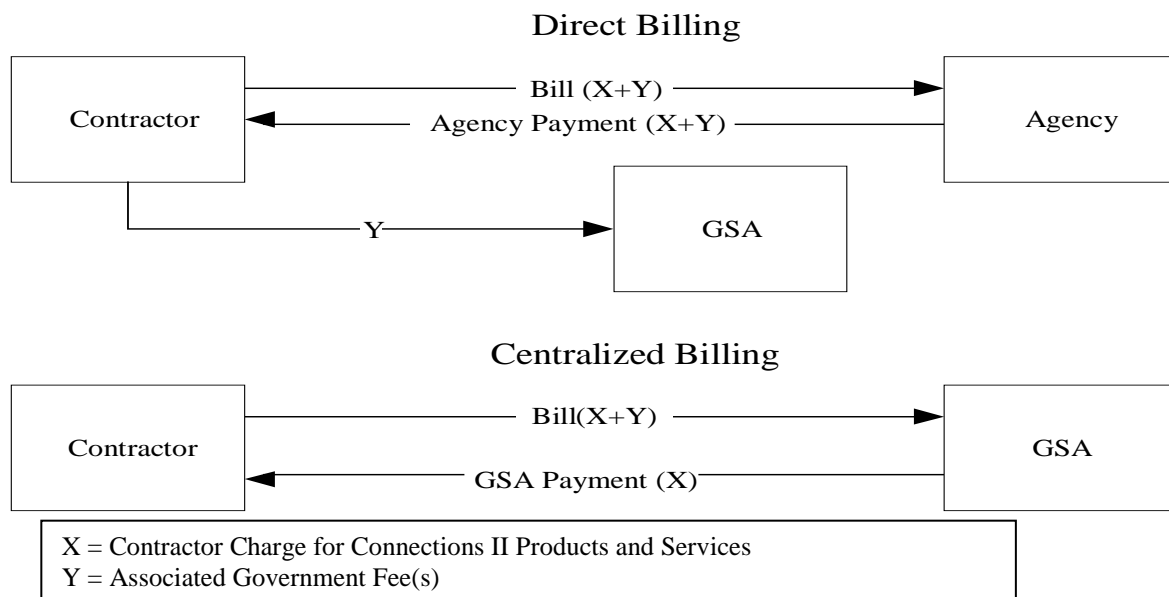 Direct Billing
Contractor
Bill (X+Y)
Agency Payment (X+Y)
Agency
Y
GSA
Centralized Billing
Contractor
Bill(X+Y)
GSA Payment (X)
GSA
X = Contractor Charge for Connections II Products and Services
Y = Associated Government Fee(s)